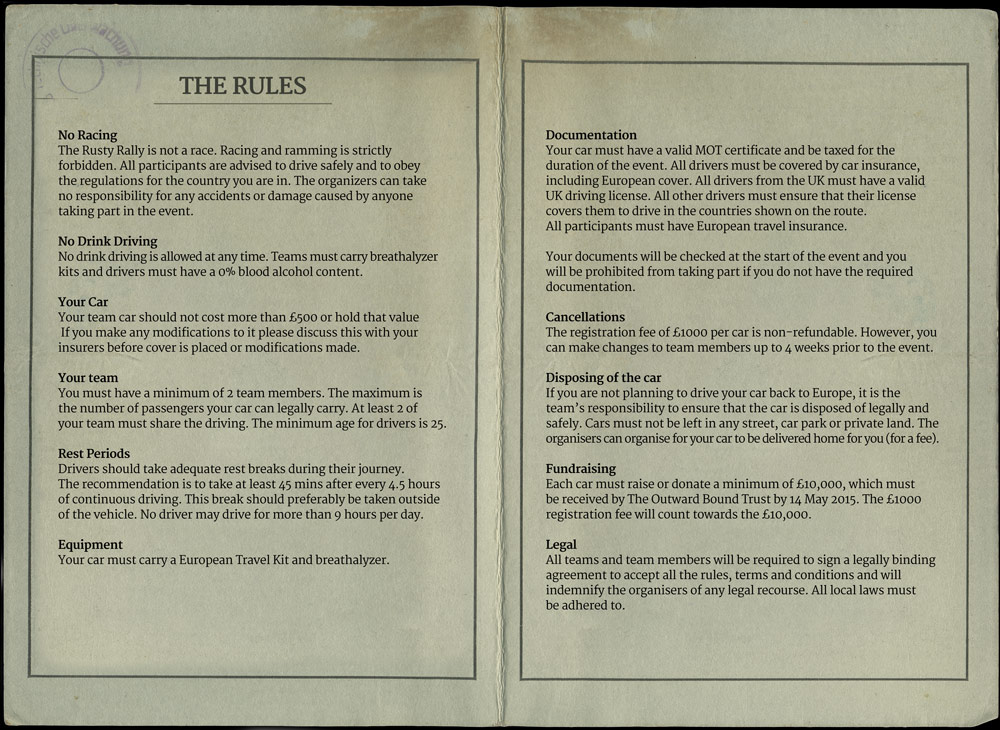 THE RULES
No Racing
The Rusty Rally is not a race. Racing and ramming is strictly
forbidden. All participants are advised to drive safely and to obey
the regulations for the country you are in. The organizers can take
no responsibility for any accidents or damage caused by anyone
taking part in the event.
No Drink Driving
No drink driving is allowed at any time. Teams must carry breathalyzer
kits and drivers must have a 0% blood alcohol content.
Your Car
Your team car should not cost more than £500 or hold that value
If you make any modifications to it please discuss this with your
insurers before cover is placed or modifications made.
Your team
You must have a minimum of 2 team members. The maximum is
the number of passengers your car can legally carry. At least 2 of
your team must share the driving. The minimum age for drivers is 25.
Rest Periods
Drivers should take adequate rest breaks during their journey.
The recommendation is to take at least 45 mins after every 4.5 hours
of continuous driving. This break should preferably be taken outside
of the vehicle. No driver may drive for more than 9 hours per day.
Equipment
Your car must carry a European Travel Kit and breathalyzer.
Documentation
Your car must have a valid MOT certificate and be taxed for the
duration of the event. All drivers must be covered by car insurance,
including European cover. All drivers from the UK must have a valid
UK driving license. All other drivers must ensure that their license
covers them to drive in the countries shown on the route.
All participants must have European travel insurance.
Your documents will be checked at the start of the event and you
will be prohibited from taking part if you do not have the required
documentation.
Cancellations
The registration fee of £1000 per car is non-refundable. However, you
can make changes to team members up to 4 weeks prior to the event.
Disposing of the car
If you are not planning to drive your car back to Europe, it is the
team's responsibility to ensure that the car is disposed of legally and
safely. Cars must not be left in any street, car park or private land. The
organisers can organise for your car to be delivered home for you (for a fee).
Fundraising
Each car must raise or donate a minimum of £10,000, which must
be received by The Outward Bound Trust by 14 May 2015. The £1000
registration fee will count towards the £10,000.
Legal
All teams and team members will be required to sign a legally binding
agreement to accept all the rules, terms and conditions and will
indemnify the organisers of any legal recourse. All local laws must
be adhered to.